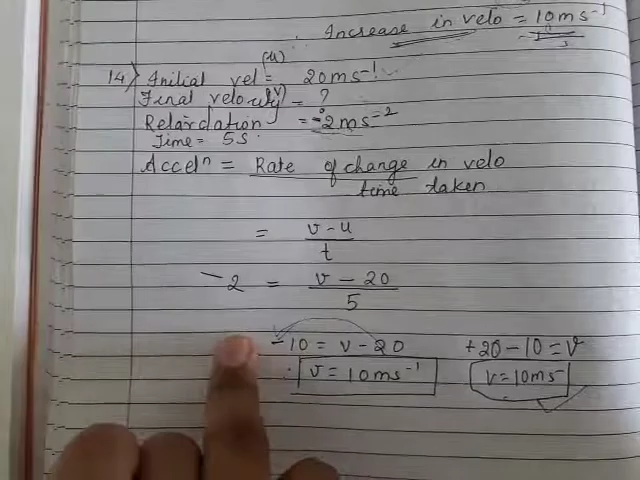 Increase in velo = 10ms⁻¹
(u)
14) Initial vel = 20ms⁻¹
Final velocity (v) = ?
Retardation = -2ms⁻²
Time = 5s.
Accelⁿ = Rate of change in velo
time taken
= v - u
t
-2 = v - 20
5
-10 = v - 20 +20 - 10 = v
v = 10ms⁻¹ v = 10ms